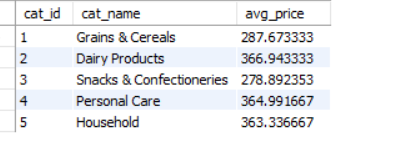 cat_id cat_name avg_price
1 Grains & Cereals 287.673333
2 Dairy Products 366.943333
3 Snacks & Confectioneries 278.892353
4 Personal Care 364.991667
5 Household 363.336667